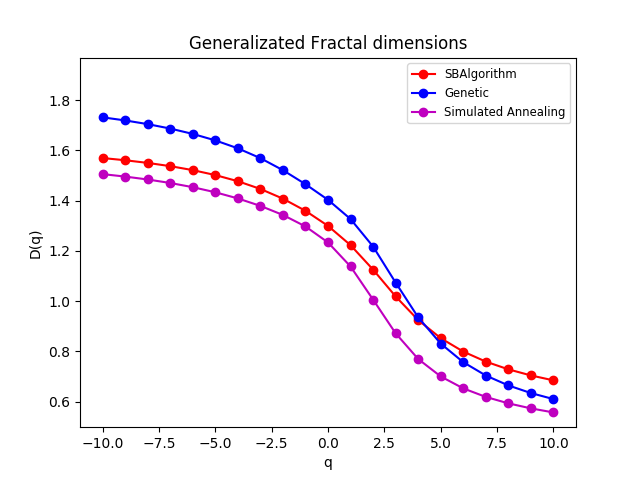 Generalizated Fractal dimensions
SBAlgorithm
Genetic
Simulated Annealing
D(q)
1.8
1.6
1.4
1.2
1.0
0.8
0.6
−10.0 −7.5 −5.0 −2.5 0.0 2.5 5.0 7.5 10.0
q